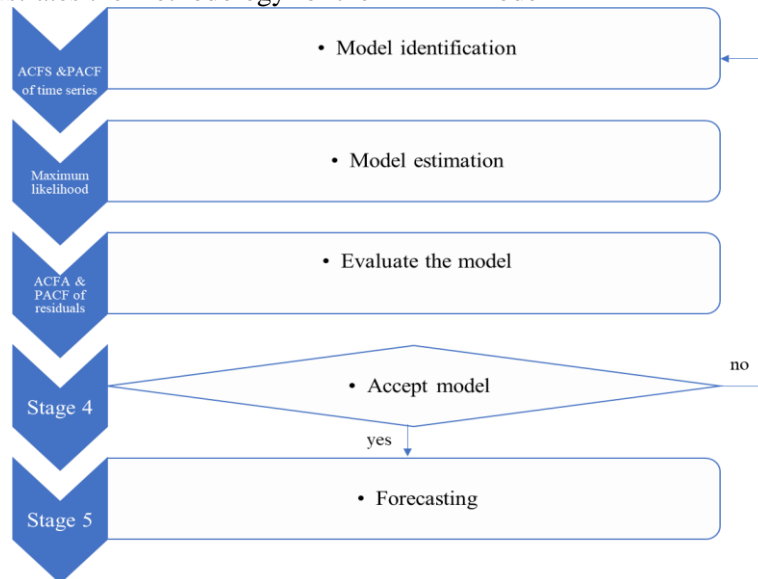 • Model identification
ACFS &PACF
of time series
• Model estimation
Maximum
likelihood
• Evaluate the model
ACFA &
PACF of
residuals
no
• Accept model
Stage 4
yes
• Forecasting
Stage 5